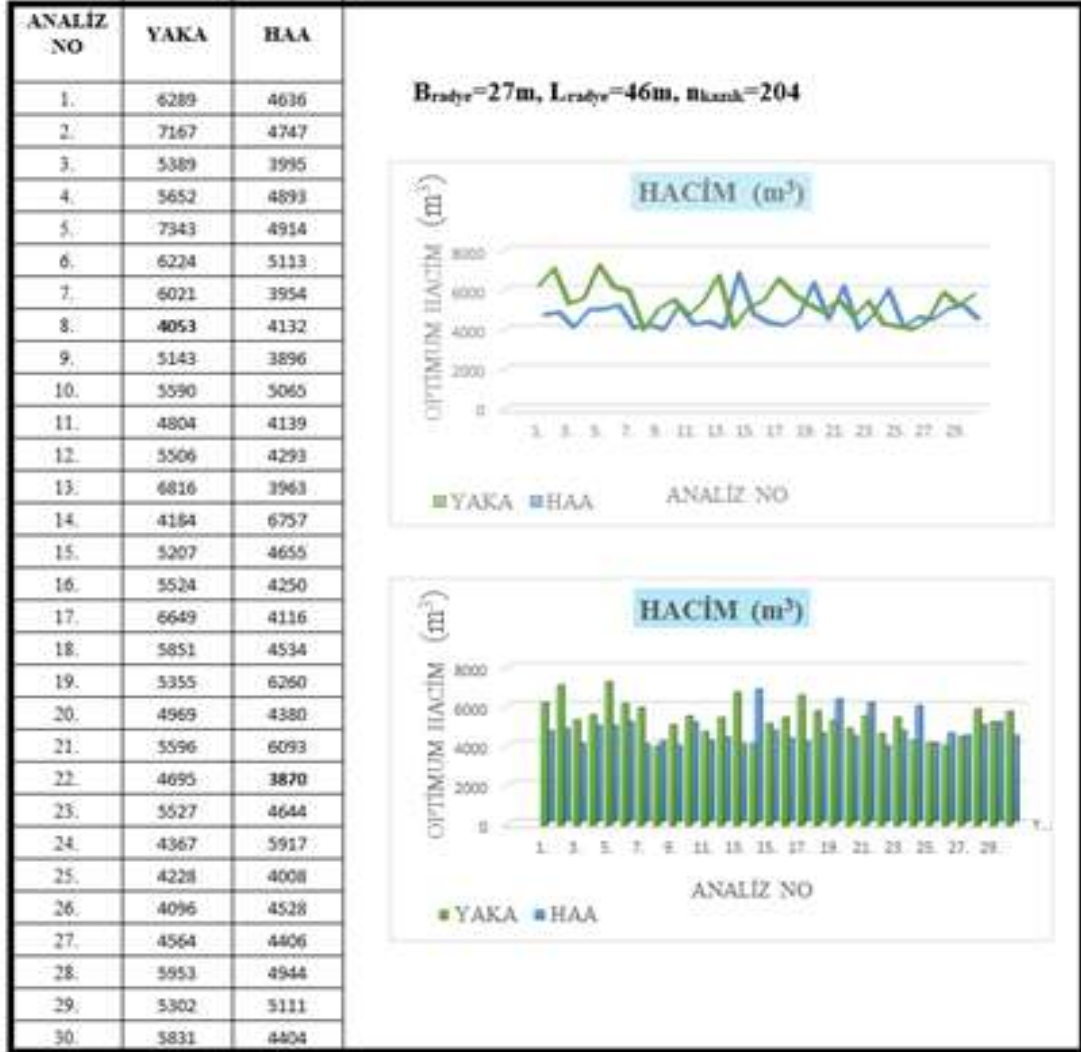 ANALİZ NO YAKA HAA
1. 6289 4636
2. 7167 4747
3. 5389 3995
4. 5652 4893
5. 7343 4914
6. 6224 5113
7. 6021 3954
8. 4053 4132
9. 5143 3896
10. 5590 5065
11. 4804 4139
12. 5506 4293
13. 6816 3963
14. 4184 6757
15. 5207 4655
16. 5524 4250
17. 6649 4116
18. 5851 4534
19. 5355 6260
20. 4969 4380
21. 5596 6093
22. 4695 3870
23. 5527 4644
24. 4367 5917
25. 4228 4008
26. 4096 4528
27. 4564 4406
28. 5953 4944
29. 5302 5111
30. 5831 4404
Bradye=27m, Lradye=46m, nkazık=204
HACİM (m³)
OPTIMUM HACİM (m³)
8000
6000
4000
2000
0
1. 3. 5. 7. 9. 11. 13. 15. 17. 19. 21. 23. 25. 27. 29.
YAKA HAA
ANALİZ NO
HACİM (m³)
OPTIMUM HACİM (m³)
8000
6000
4000
2000
0
1. 3. 5. 7. 9. 11. 13. 15. 17. 19. 21. 23. 25. 27. 29.
ANALİZ NO
YAKA HAA